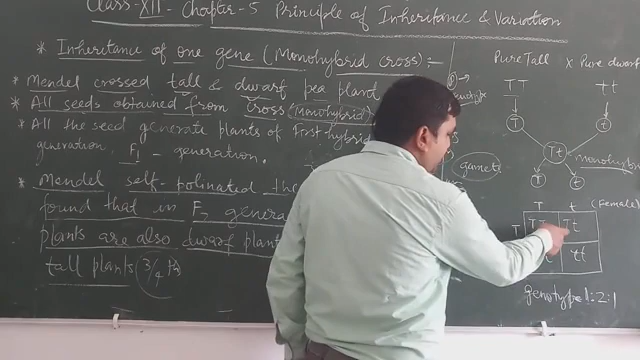 Class-XII - Chapter-5 Principle of Inheritance & Variation
* Inheritance of one gene (Monohybrid cross) :-
* Mendel crossed tall & dwarf pea plant
* All seeds obtained from cross (Monohybrid)
* All the seed generate plants of First hybrid
generation, F1 - generation.
* Mendel self-polinated the
found that in F2 genera
plants are also dwarf plant
tall plants (3/4
Pure Tall x Pure dwarf
TT tt
T t
Tt monohybrid
T t
gamets
T t (Female)
T TT Tt
tt
genotype 1:2:1